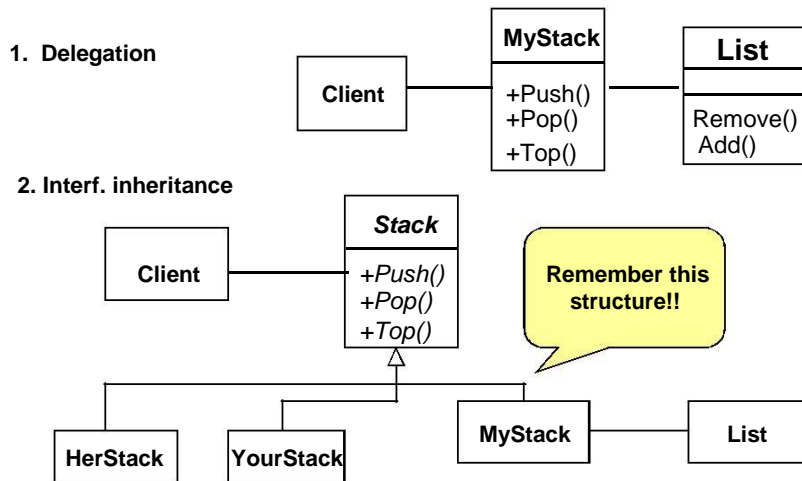 1. Delegation
Client
MyStack
+Push()
+Pop()
+Top()
List
Remove()
Add()
2. Interf. inheritance
Client
Stack
+Push()
+Pop()
+Top()
Remember this
structure!!
HerStack
YourStack
MyStack
List